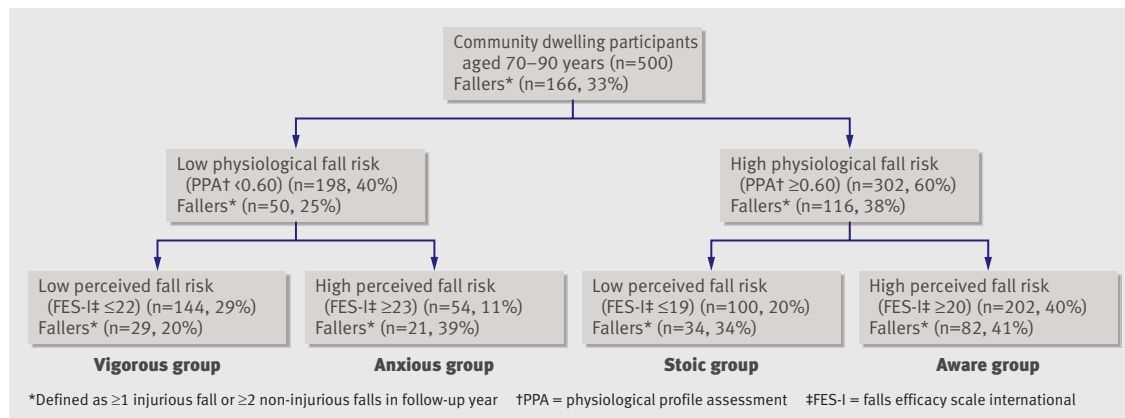 Community dwelling participants
aged 70–90 years (n=500)
Fallers* (n=166, 33%)
Low physiological fall risk
(PPA† <0.60) (n=198, 40%)
Fallers* (n=50, 25%)
High physiological fall risk
(PPA† ≥0.60) (n=302, 60%)
Fallers* (n=116, 38%)
Low perceived fall risk
(FES-I‡ ≤22) (n=144, 29%)
Fallers* (n=29, 20%)
High perceived fall risk
(FES-I‡ ≥23) (n=54, 11%)
Fallers* (n=21, 39%)
Low perceived fall risk
(FES-I‡ ≤19) (n=100, 20%)
Fallers* (n=34, 34%)
High perceived fall risk
(FES-I‡ ≥20) (n=202, 40%)
Fallers* (n=82, 41%)
Vigorous group
Anxious group
Stoic group
Aware group
*Defined as ≥1 injurious fall or ≥2 non-injurious falls in follow-up year †PPA = physiological profile assessment ‡FES-I = falls efficacy scale international